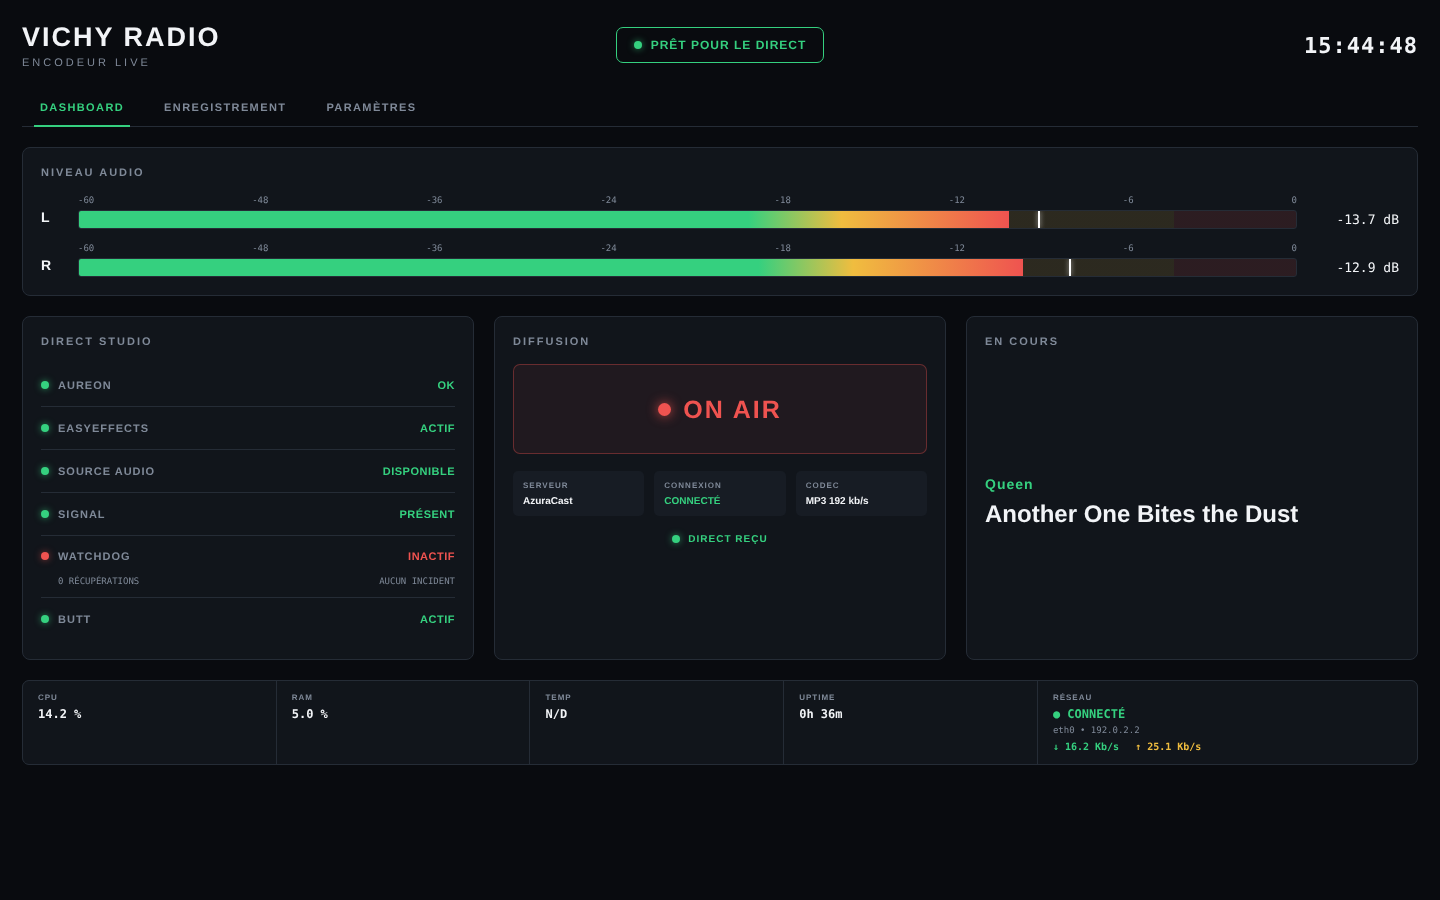 VICHY RADIO
ENCODEUR LIVE
PRÊT POUR LE DIRECT
15:44:48
DASHBOARD ENREGISTREMENT PARAMÈTRES
NIVEAU AUDIO
-60 -48 -36 -24 -18 -12 -6 0
L -13.7 dB
-60 -48 -36 -24 -18 -12 -6 0
R -12.9 dB
DIRECT STUDIO
AUREON OK
EASYEFFECTS ACTIF
SOURCE AUDIO DISPONIBLE
SIGNAL PRÉSENT
WATCHDOG INACTIF
0 RÉCUPÉRATIONS AUCUN INCIDENT
BUTT ACTIF
DIFFUSION
ON AIR
SERVEUR CONNEXION CODEC
AzuraCast CONNECTÉ MP3 192 kb/s
DIRECT REÇU
EN COURS
Queen
Another One Bites the Dust
CPU
14.2 %
RAM
5.0 %
TEMP
N/D
UPTIME
0h 36m
RÉSEAU
CONNECTÉ
eth0 • 192.0.2.2
↓ 16.2 Kb/s ↑ 25.1 Kb/s